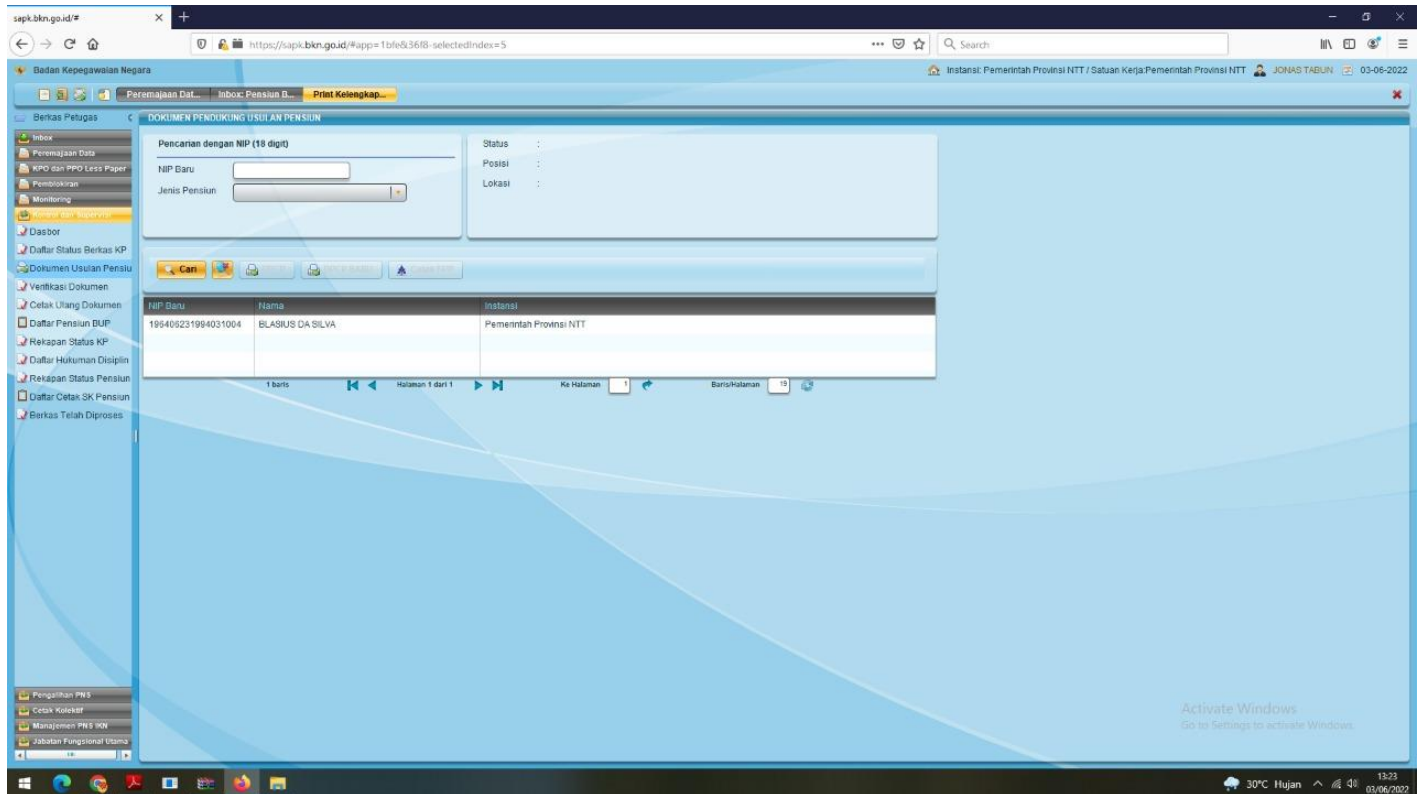 sapk.bkn.go.id/#
https://sapk.bkn.go.id/#app=1bfe&36f8-selectedIndex=5
Search
Badan Kepegawaian Negara
Instansi: Pemerintah Provinsi NTT / Satuan Kerja:Pemerintah Provinsi NTT JONAS TABUN 03-06-2022
Peremajaan Dat... Inbox: Pensiun B... Print Kelengkap...
Berkas Petugas
DOKUMEN PENDUKUNG USULAN PENSIUN
Inbox
Peremajaan Data
KPO dan PPO Less Paper
Pemblokiran
Monitoring
Kontrol dan Supervisi
Dasbor
Daftar Status Berkas KP
Dokumen Usulan Pensiu
Verifikasi Dokumen
Cetak Ulang Dokumen
Daftar Pensiun BUP
Rekapan Status KP
Daftar Hukuman Disiplin
Rekapan Status Pensiun
Daftar Cetak SK Pensiun
Berkas Telah Diproses
Pencarian dengan NIP (18 digit)
NIP Baru
Jenis Pensiun
Status :
Posisi :
Lokasi :
Cari
NIP Baru Nama Instansi
196406231994031004 BLASIUS DA SILVA Pemerintah Provinsi NTT
1 baris Halaman 1 dari 1 Ke Halaman 1 Baris/Halaman 19
Pengalihan PNS
Cetak Kolektif
Manajemen PNS IKN
Jabatan Fungsional Utama
Activate Windows
Go to Settings to activate Windows.
30°C Hujan
13:23
03/06/2022